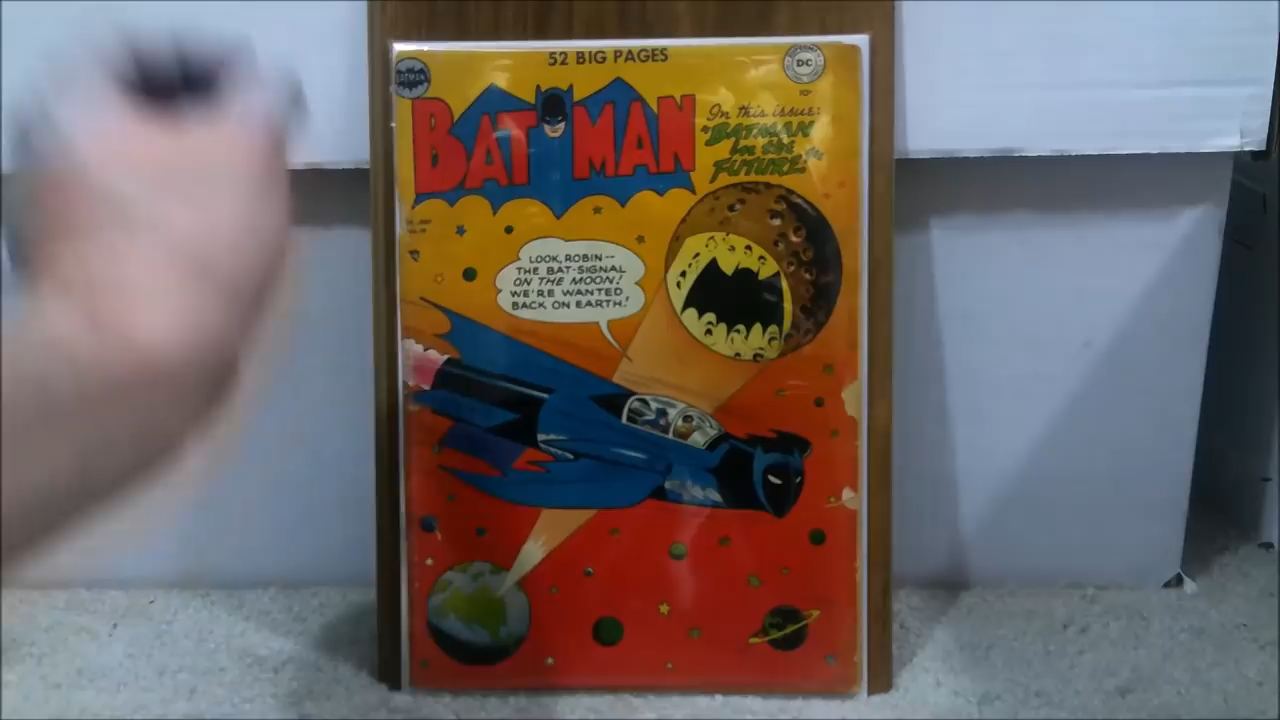 52 BIG PAGES
BATMAN
DC
10¢
BATMAN
In this issue:
"BATMAN
in the
FUTURE"
LOOK, ROBIN--
THE BAT-SIGNAL
ON THE MOON!
WE'RE WANTED
BACK ON EARTH!